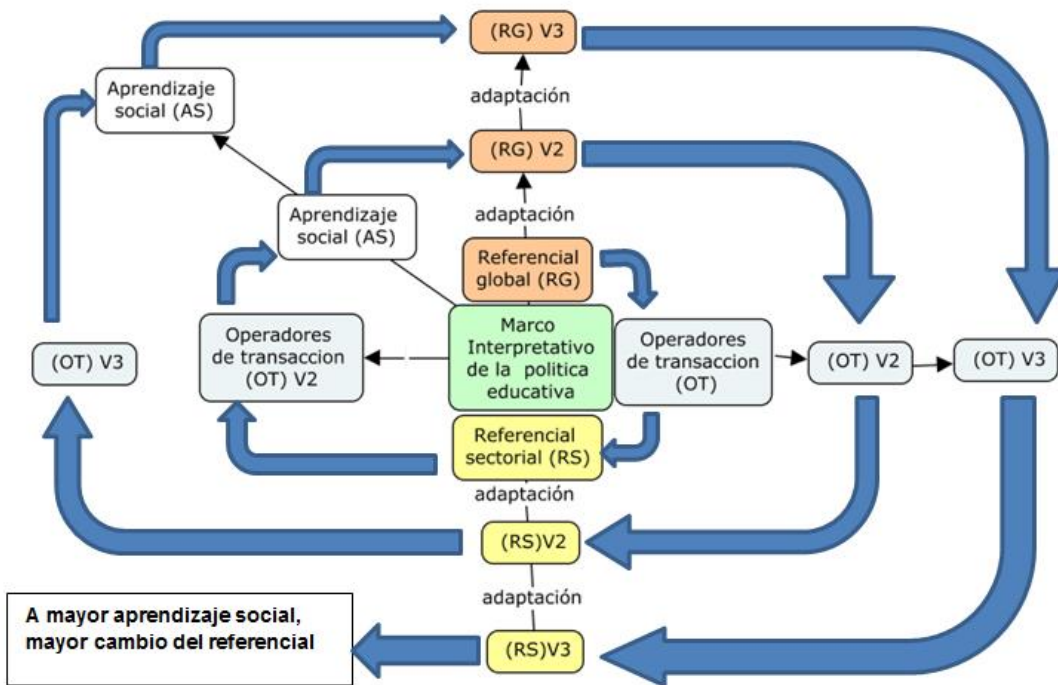 (RG) V3
adaptación
Aprendizaje
social (AS)
(RG) V2
adaptación
Aprendizaje
social (AS)
Referencial
global (RG)
Marco
Interpretativo
de la politica
educativa
Operadores
de transaccion
(OT) V2
Operadores
de transaccion
(OT)
(OT) V3
(OT) V2
(OT) V3
Referencial
sectorial (RS)
adaptación
(RS)V2
adaptación
(RS)V3
A mayor aprendizaje social,
mayor cambio del referencial